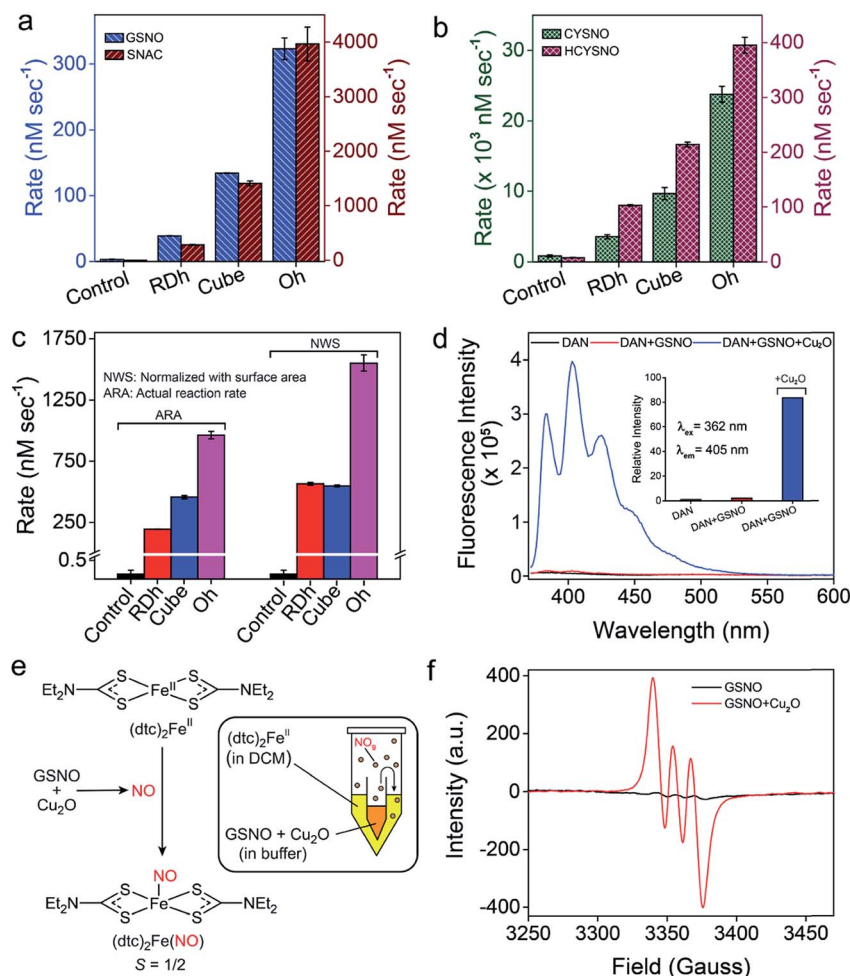 a
GSNO
SNAC
Rate (nM sec⁻¹)
300
200
100
0
4000
3000
2000
1000
0
Rate (nM sec⁻¹)
Control
RDh
Cube
Oh
b
CYSNO
HCYSNO
Rate (x 10³ nM sec⁻¹)
30
20
10
0
400
300
200
100
0
Rate (nM sec⁻¹)
Control
RDh
Cube
Oh
c
NWS
NWS: Normalized with surface area
ARA: Actual reaction rate
ARA
Rate (nM sec⁻¹)
1750
1250
750
250
0.5
Control
RDh
Cube
Oh
Control
RDh
Cube
Oh
d
DAN
DAN+GSNO
DAN+GSNO+Cu₂O
Fluorescence Intensity
(x 10⁵)
4
3
2
1
0
400
450
500
550
600
Wavelength (nm)
Relative Intensity
100
80
60
40
20
0
+Cu₂O
λex= 362 nm
λem= 405 nm
DAN
DAN+GSNO
DAN+GSNO
e
Et₂N
S
S
Feᴵᴵ
S
S
NEt₂
(dtc)₂Feᴵᴵ
GSNO
+
Cu₂O
NO
NO
Et₂N
S
S
Fe
S
S
NEt₂
(dtc)₂Fe(NO)
S = 1/2
(dtc)₂Feᴵᴵ
(in DCM)
NOg
GSNO + Cu₂O
(in buffer)
f
GSNO
GSNO+Cu₂O
Intensity (a.u.)
400
200
0
-200
-400
3250
3300
3350
3400
3450
Field (Gauss)